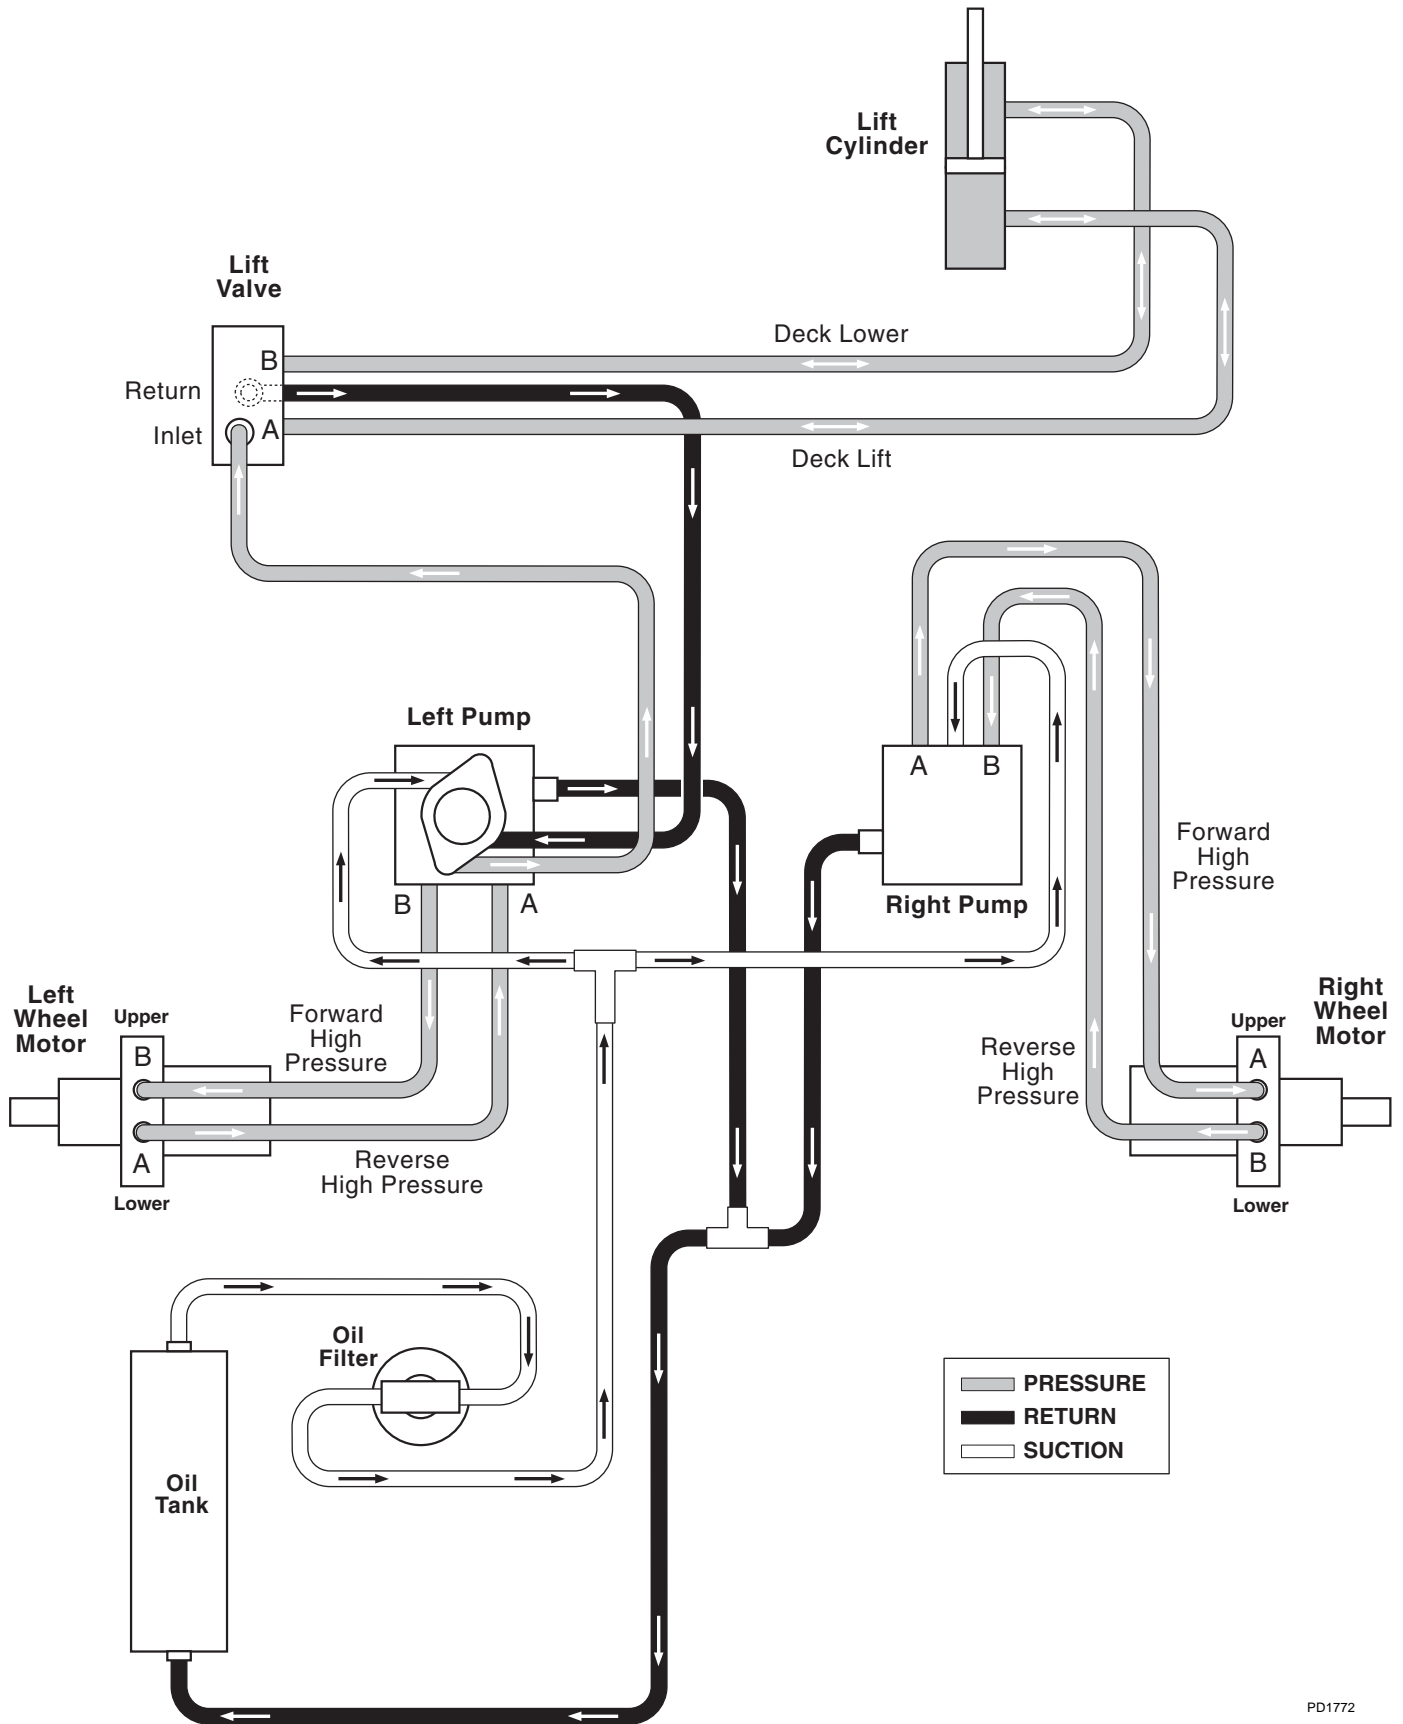 Lift
Cylinder
Lift
Valve
B
Deck Lower
Return
Inlet
A
Deck Lift
Left Pump
A
B
Forward
High
Pressure
B
A
Right Pump
Left
Wheel
Motor
Upper
B
Forward
High
Pressure
A
Lower
Reverse
High Pressure
Reverse
High
Pressure
Right
Wheel
Motor
Upper
A
B
Lower
Oil
Filter
Oil
Tank
PRESSURE
RETURN
SUCTION
PD1772